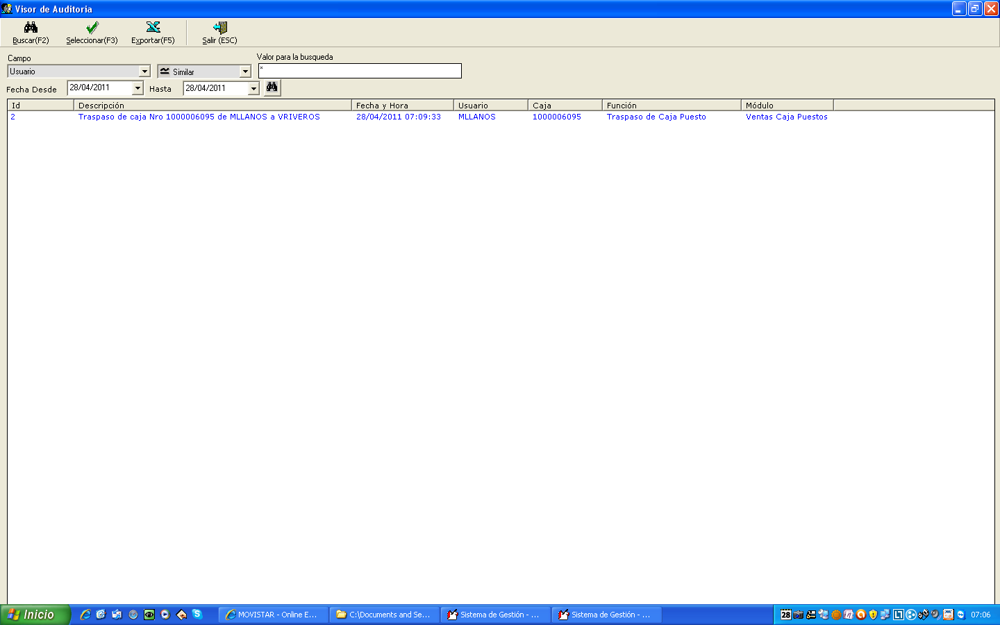 Visor de Auditoria
Buscar(F2) Seleccionar(F3) Exportar(F5) Salir (ESC)
Campo Valor para la busqueda
Usuario Similar *
Fecha Desde 28/04/2011 Hasta 28/04/2011
Id Descripción Fecha y Hora Usuario Caja Función Módulo
2 Traspaso de caja Nro 1000006095 de MLLANOS a VRIVEROS 28/04/2011 07:09:33 MLLANOS 1000006095 Traspaso de Caja Puesto Ventas Caja Puestos
Inicio MOVISTAR - Online E... C:\Documents and Se... Sistema de Gestión - ... Sistema de Gestión - ... 28 07:06